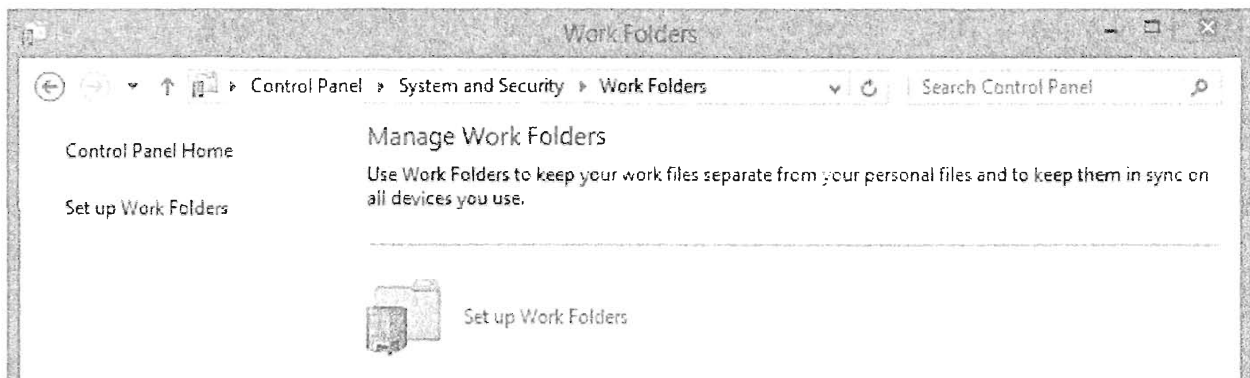 Work Folders
Control Panel ▸ System and Security ▸ Work Folders
Search Control Panel
Control Panel Home
Set up Work Folders
Manage Work Folders
Use Work Folders to keep your work files separate from your personal files and to keep them in sync on
all devices you use.
Set up Work Folders